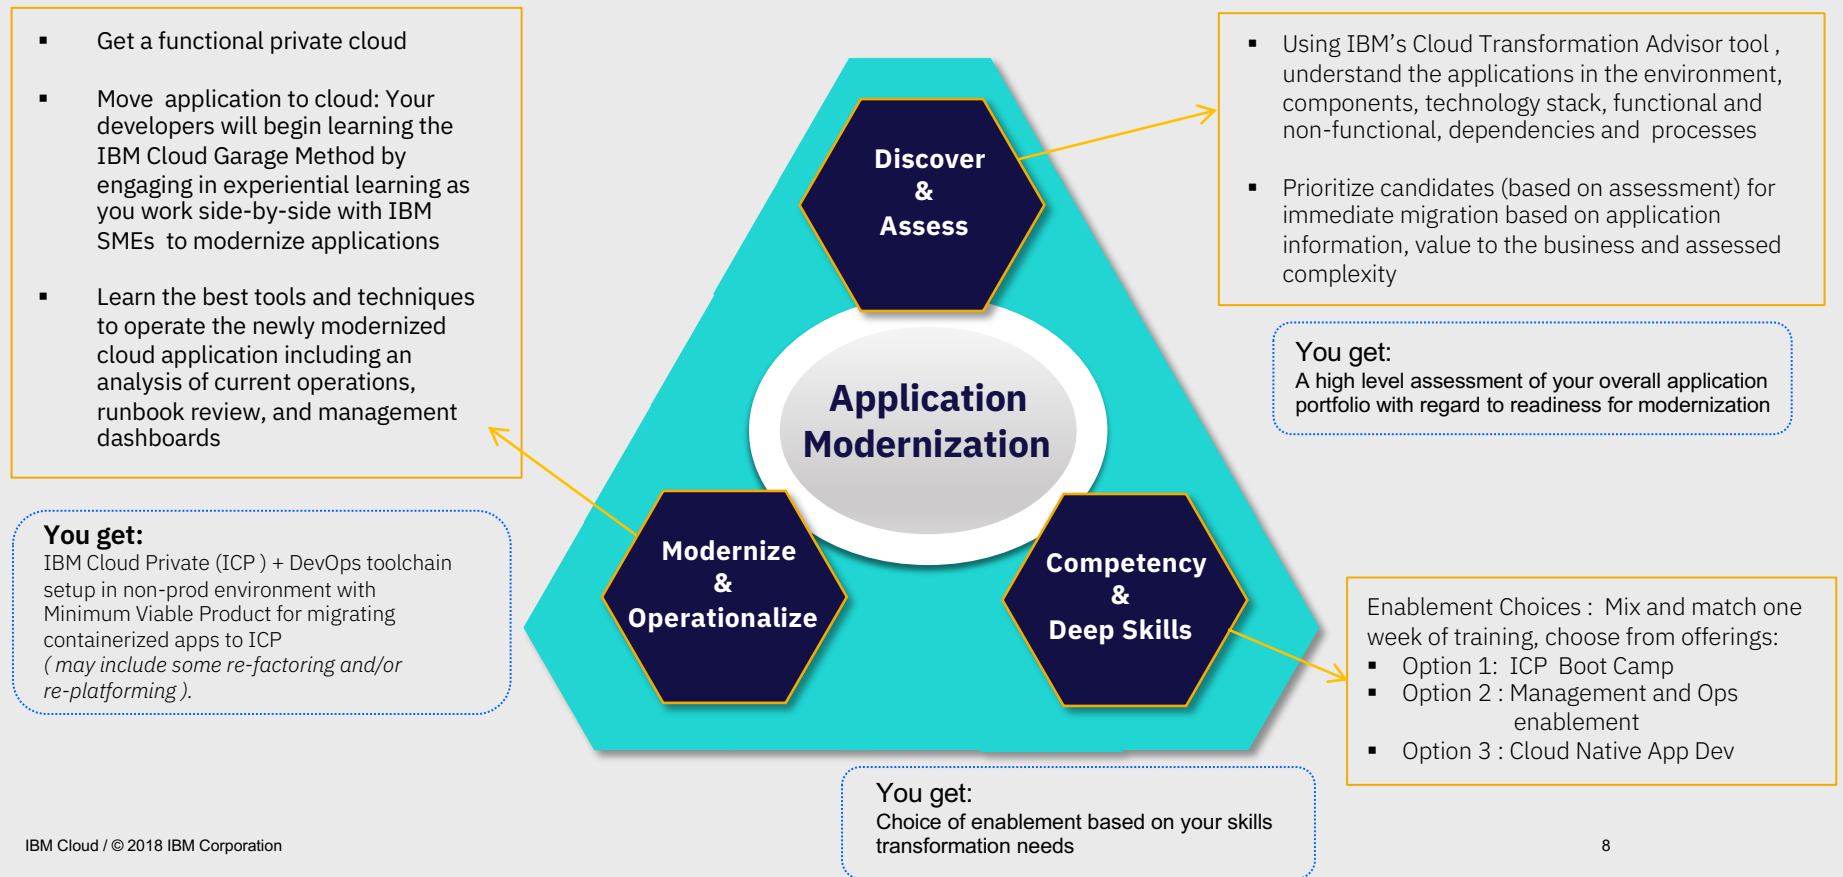 ▪ Get a functional private cloud
▪ Move application to cloud: Your
developers will begin learning the
IBM Cloud Garage Method by
engaging in experiential learning as
you work side-by-side with IBM
SMEs to modernize applications
▪ Learn the best tools and techniques
to operate the newly modernized
cloud application including an
analysis of current operations,
runbook review, and management
dashboards
You get:
IBM Cloud Private (ICP ) + DevOps toolchain
setup in non-prod environment with
Minimum Viable Product for migrating
containerized apps to ICP
( may include some re-factoring and/or
re-platforming ).
Discover
&
Assess
Application
Modernization
Modernize
&
Operationalize
Competency
&
Deep Skills
▪ Using IBM’s Cloud Transformation Advisor tool ,
understand the applications in the environment,
components, technology stack, functional and
non-functional, dependencies and processes
▪ Prioritize candidates (based on assessment) for
immediate migration based on application
information, value to the business and assessed
complexity
You get:
A high level assessment of your overall application
portfolio with regard to readiness for modernization
Enablement Choices : Mix and match one
week of training, choose from offerings:
▪ Option 1: ICP Boot Camp
▪ Option 2 : Management and Ops
enablement
▪ Option 3 : Cloud Native App Dev
You get:
Choice of enablement based on your skills
transformation needs
IBM Cloud / © 2018 IBM Corporation
8